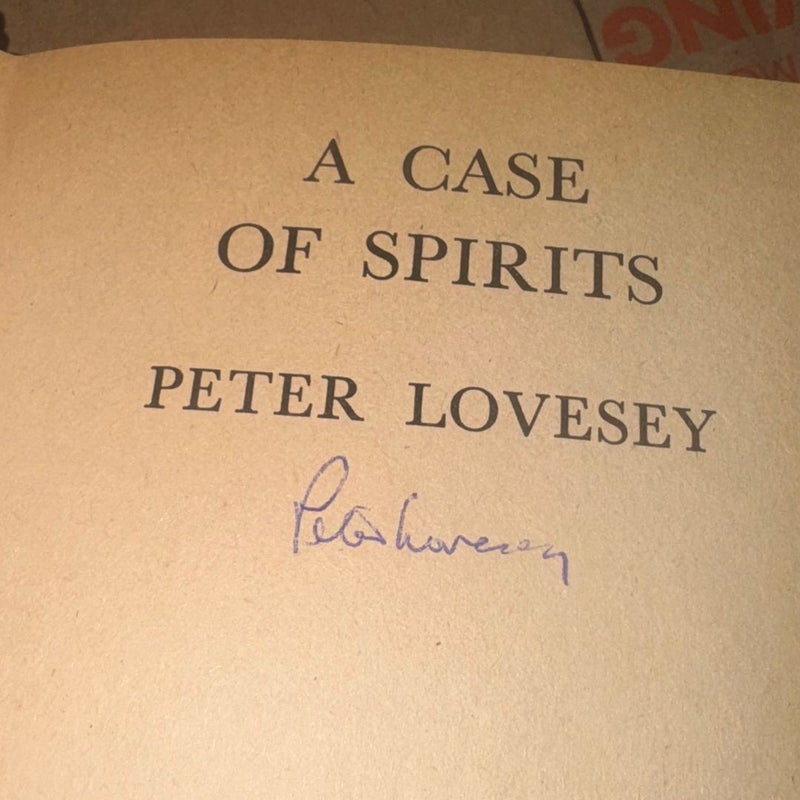 A CASE
OF SPIRITS
PETER LOVESEY
Peter Lovesey